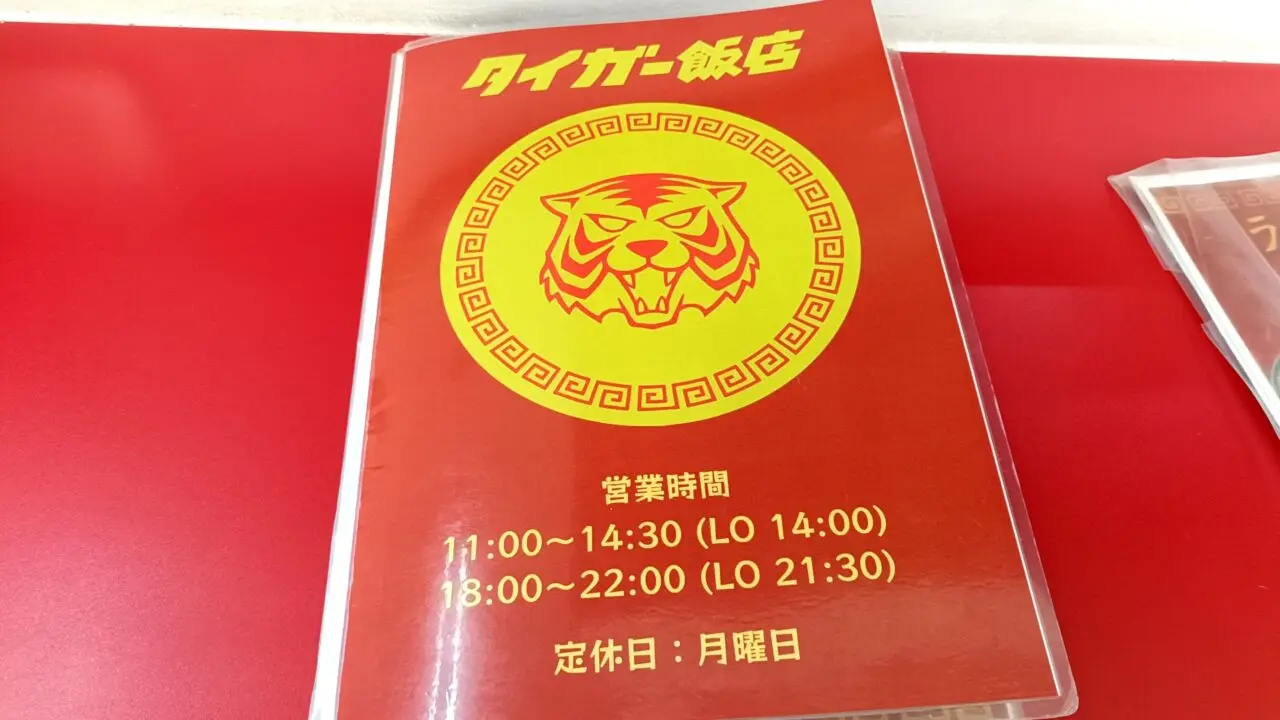 タイガー飯店
営業時間
11:00〜14:30 (LO 14:00)
18:00〜22:00 (LO 21:30)
定休日：月曜日
ラ